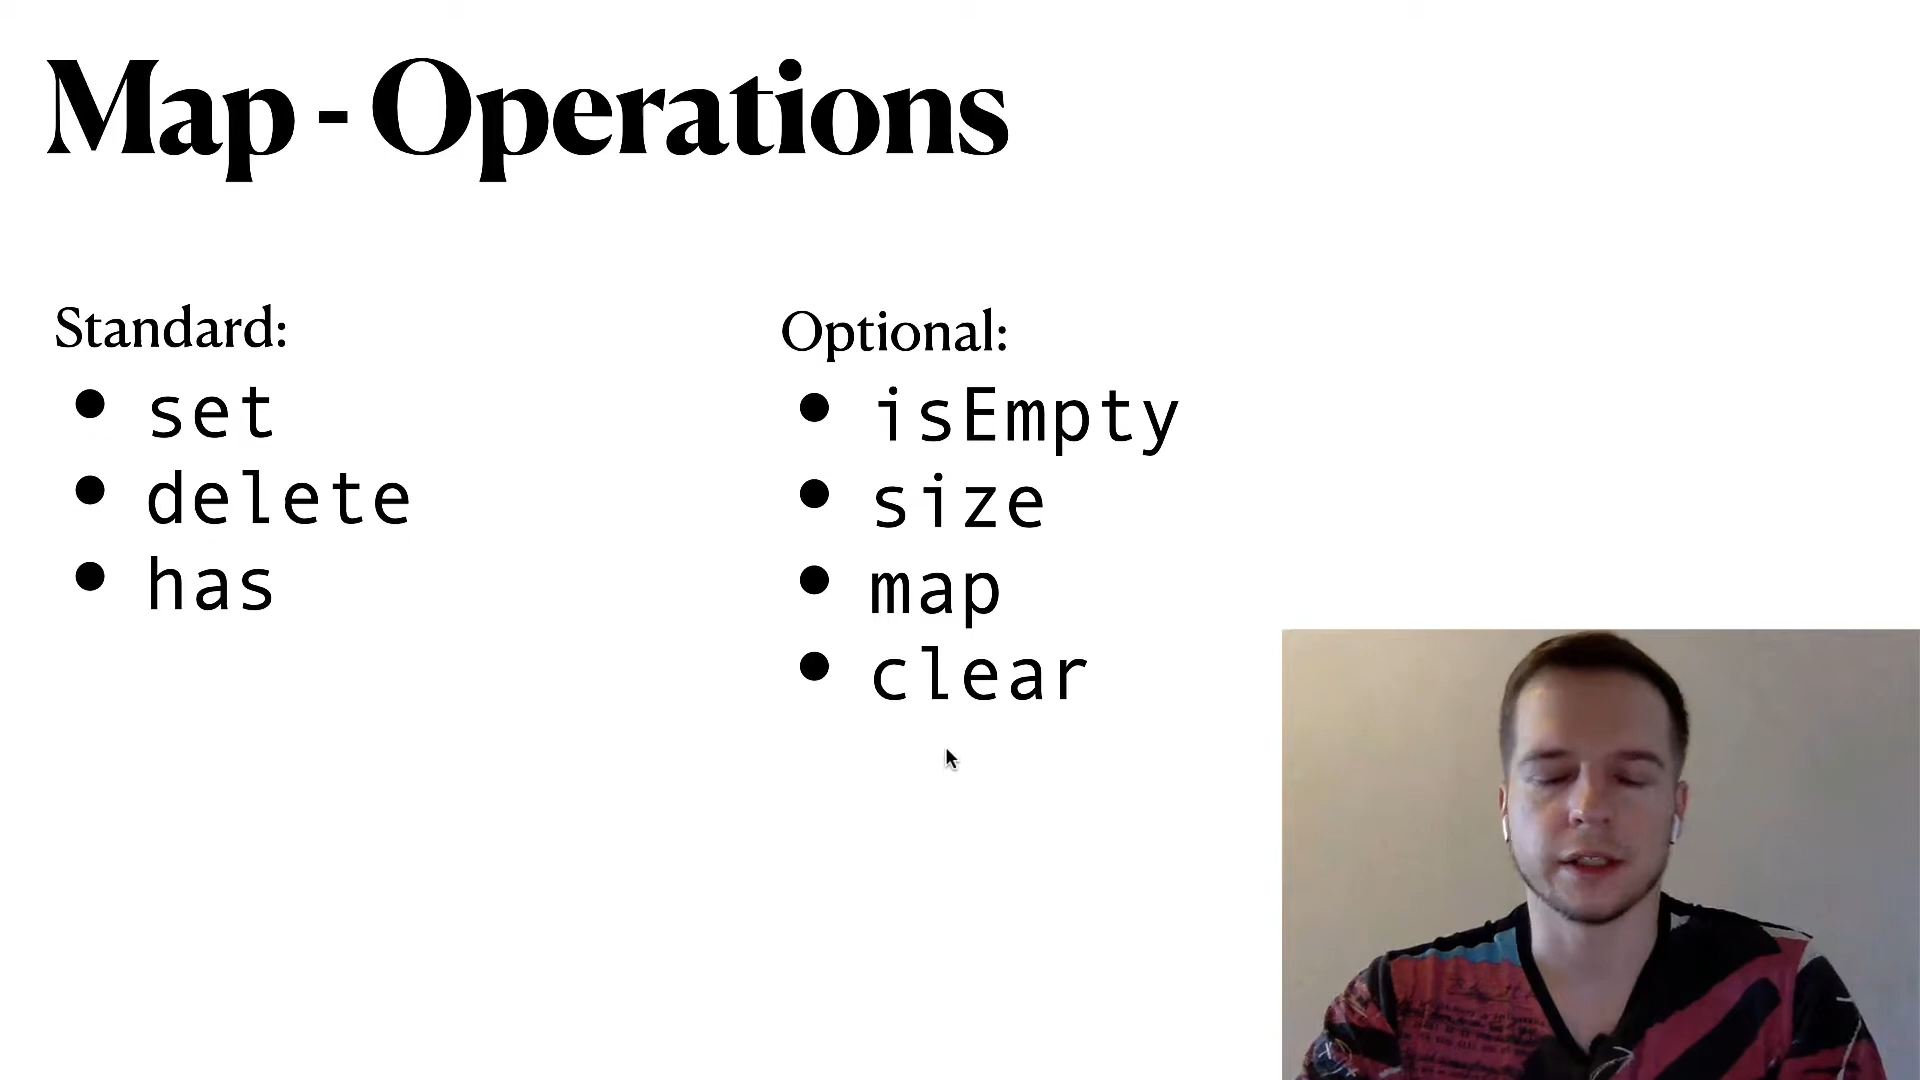 Map - Operations
Standard:
• set
• delete
• has
Optional:
• isEmpty
• size
• map
• clear